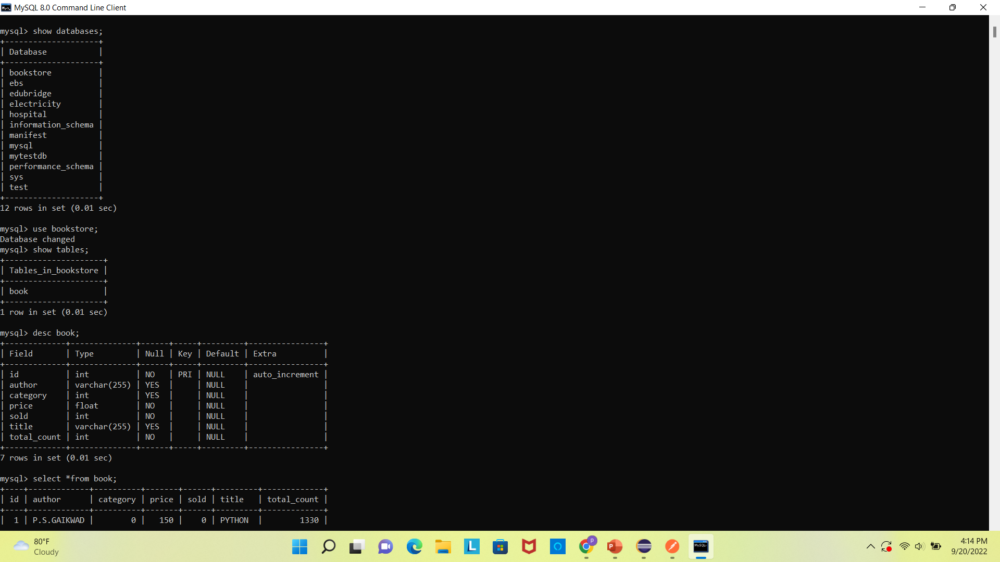 MySQL 8.0 Command Line Client
mysql> show databases;
+--------------------+
| Database           |
+--------------------+
| bookstore          |
| ebs                |
| edubridge          |
| electricity        |
| hospital           |
| information_schema |
| manifest           |
| mysql              |
| mytestdb           |
| performance_schema |
| sys                |
| test               |
+--------------------+
12 rows in set (0.01 sec)
mysql> use bookstore;
Database changed
mysql> show tables;
+---------------------+
| Tables_in_bookstore |
+---------------------+
| book                |
+---------------------+
1 row in set (0.01 sec)
mysql> desc book;
+-------------+--------------+------+-----+---------+----------------+
| Field       | Type         | Null | Key | Default | Extra          |
+-------------+--------------+------+-----+---------+----------------+
| id          | int          | NO   | PRI | NULL    | auto_increment |
| author      | varchar(255) | YES  |     | NULL    |                |
| category    | int          | YES  |     | NULL    |                |
| price       | float        | NO   |     | NULL    |                |
| sold        | int          | NO   |     | NULL    |                |
| title       | varchar(255) | YES  |     | NULL    |                |
| total_count | int          | NO   |     | NULL    |                |
+-------------+--------------+------+-----+---------+----------------+
7 rows in set (0.01 sec)
mysql> select *from book;
+----+-------------+----------+-------+------+---------+-------------+
| id | author      | category | price | sold | title   | total_count |
+----+-------------+----------+-------+------+---------+-------------+
|  1 | P.S.GAIKWAD |        0 |   150 |    0 | PYTHON  |        1330 |
80°F
Cloudy
4:14 PM
9/20/2022